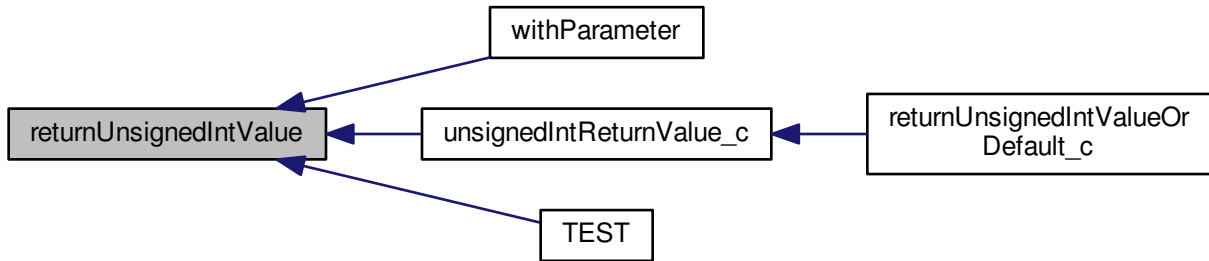 withParameter
returnUnsignedIntValue
unsignedIntReturnValue_c
returnUnsignedIntValueOr
Default_c
TEST